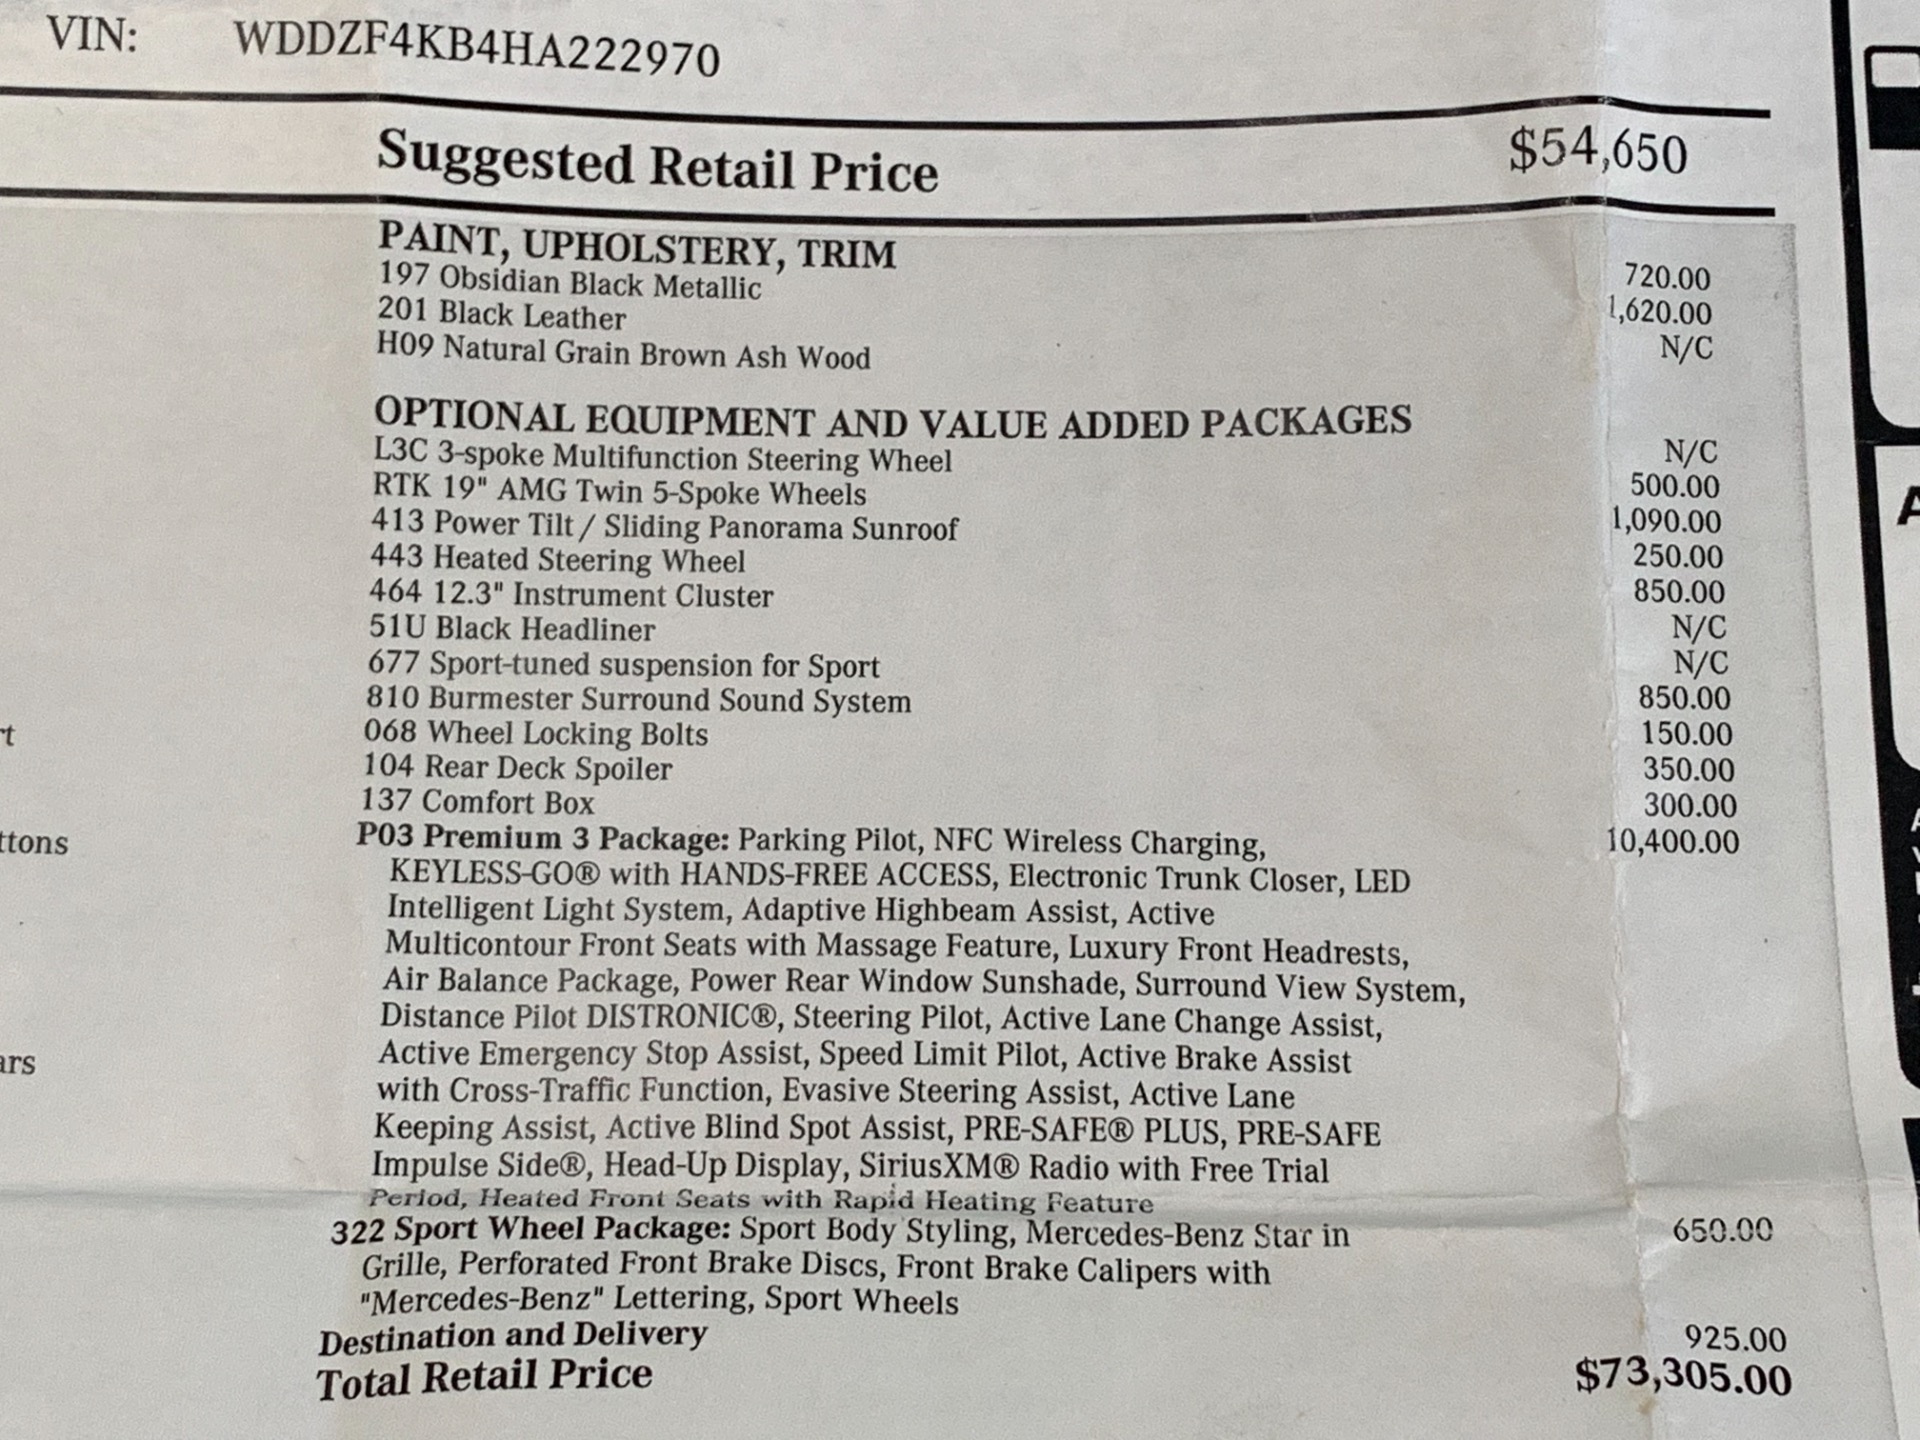 VIN: WDDZF4KB4HA222970
Suggested Retail Price $54,650
PAINT, UPHOLSTERY, TRIM
197 Obsidian Black Metallic 720.00
201 Black Leather 1,620.00
H09 Natural Grain Brown Ash Wood N/C
OPTIONAL EQUIPMENT AND VALUE ADDED PACKAGES
L3C 3-spoke Multifunction Steering Wheel N/C
RTK 19" AMG Twin 5-Spoke Wheels 500.00
413 Power Tilt / Sliding Panorama Sunroof 1,090.00
443 Heated Steering Wheel 250.00
464 12.3" Instrument Cluster 850.00
51U Black Headliner N/C
677 Sport-tuned suspension for Sport N/C
810 Burmester Surround Sound System 850.00
rt 068 Wheel Locking Bolts 150.00
104 Rear Deck Spoiler 350.00
137 Comfort Box 300.00
ttons P03 Premium 3 Package: Parking Pilot, NFC Wireless Charging, 10,400.00
KEYLESS-GO® with HANDS-FREE ACCESS, Electronic Trunk Closer, LED
Intelligent Light System, Adaptive Highbeam Assist, Active
Multicontour Front Seats with Massage Feature, Luxury Front Headrests,
Air Balance Package, Power Rear Window Sunshade, Surround View System,
Distance Pilot DISTRONIC®, Steering Pilot, Active Lane Change Assist,
ars Active Emergency Stop Assist, Speed Limit Pilot, Active Brake Assist
with Cross-Traffic Function, Evasive Steering Assist, Active Lane
Keeping Assist, Active Blind Spot Assist, PRE-SAFE® PLUS, PRE-SAFE
Impulse Side®, Head-Up Display, SiriusXM® Radio with Free Trial
Period, Heated Front Seats with Rapid Heating Feature
322 Sport Wheel Package: Sport Body Styling, Mercedes-Benz Star in 650.00
Grille, Perforated Front Brake Discs, Front Brake Calipers with
"Mercedes-Benz" Lettering, Sport Wheels
Destination and Delivery 925.00
Total Retail Price $73,305.00